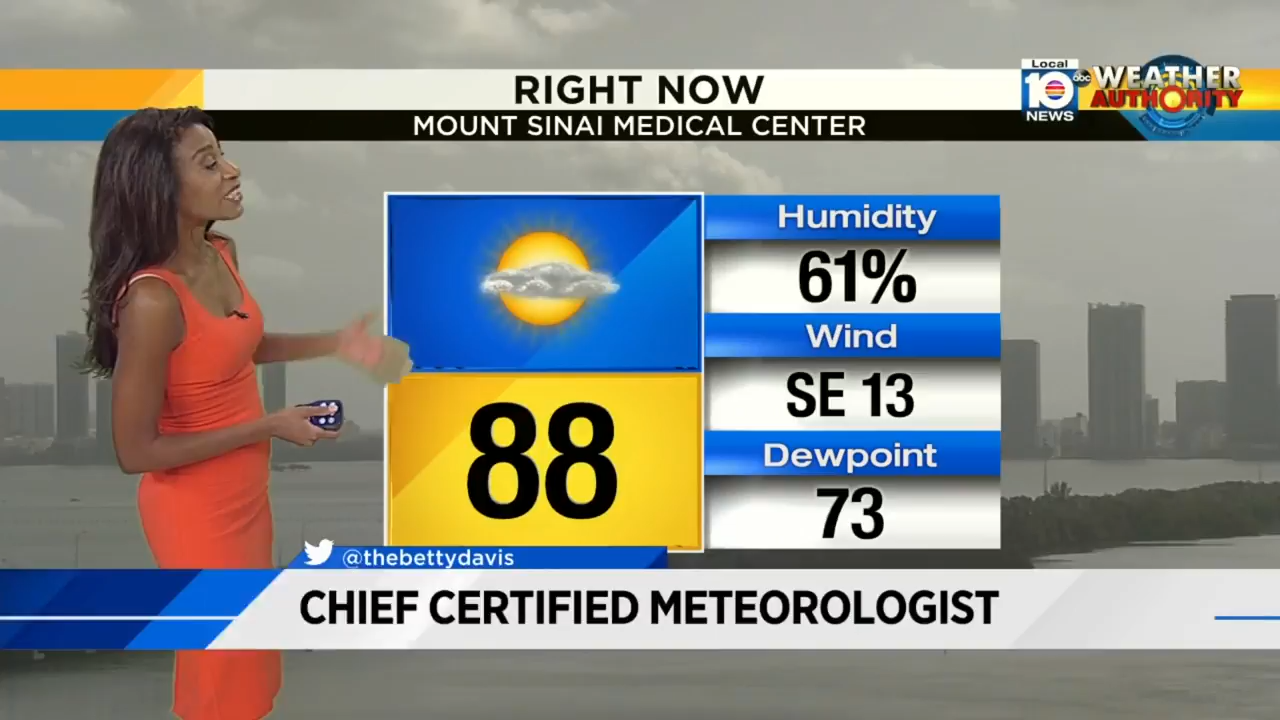 RIGHT NOW
MOUNT SINAI MEDICAL CENTER
Local
10
abc
NEWS
WEATHER
AUTHORITY
Humidity
61%
Wind
SE 13
88
Dewpoint
73
@thebettydavis
CHIEF CERTIFIED METEOROLOGIST